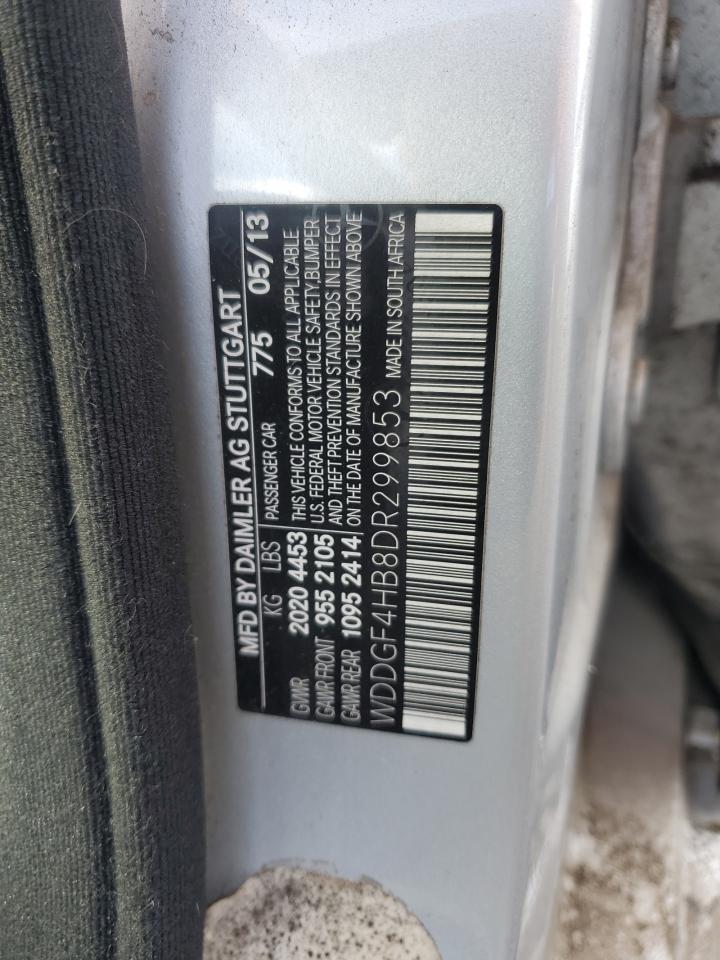 MFD BY DAIMLER AG STUTTGART
KG LBS PASSENGER CAR 775 05/13
GVWR 2020 4453 THIS VEHICLE CONFORMS TO ALL APPLICABLE
GAWR FRONT 955 2105 U.S. FEDERAL MOTOR VEHICLE SAFETY, BUMPER
GAWR REAR 1095 2414 AND THEFT PREVENTION STANDARDS IN EFFECT
ON THE DATE OF MANUFACTURE SHOWN ABOVE
WDDGF4HB8DR299853 MADE IN SOUTH AFRICA